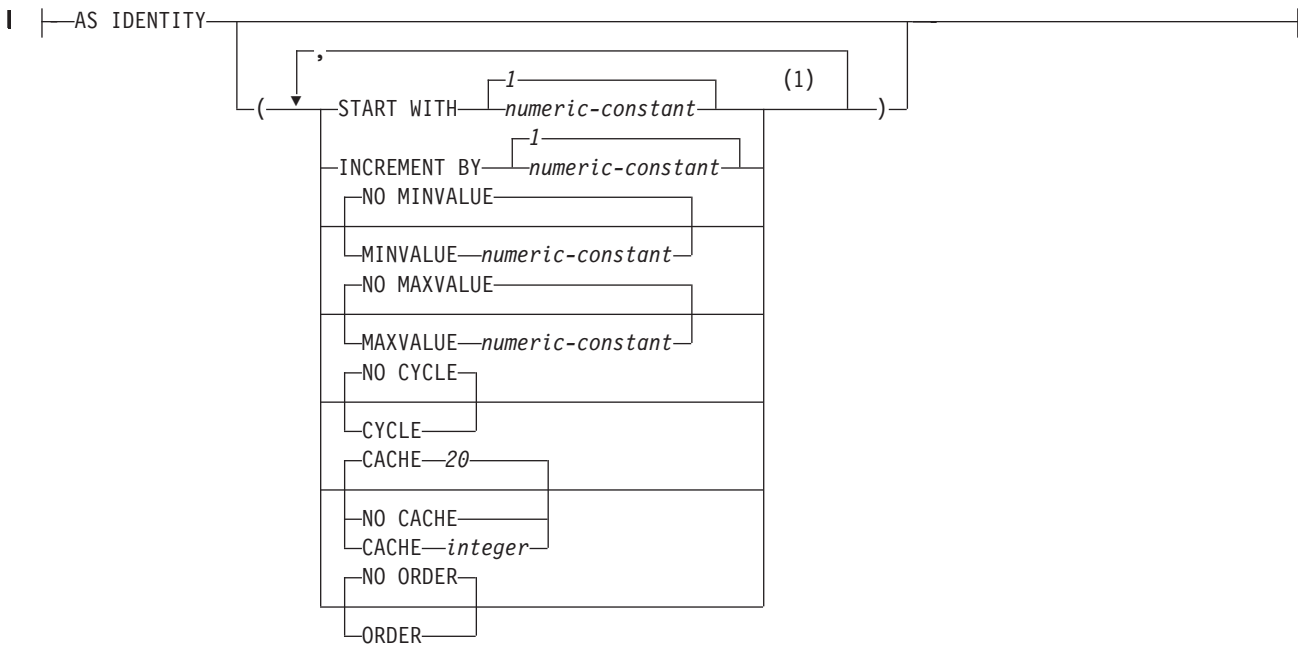 AS IDENTITY
,
1 (1)
( START WITH numeric-constant )
1
INCREMENT BY numeric-constant
NO MINVALUE
MINVALUE numeric-constant
NO MAXVALUE
MAXVALUE numeric-constant
NO CYCLE
CYCLE
CACHE 20
NO CACHE
CACHE integer
NO ORDER
ORDER